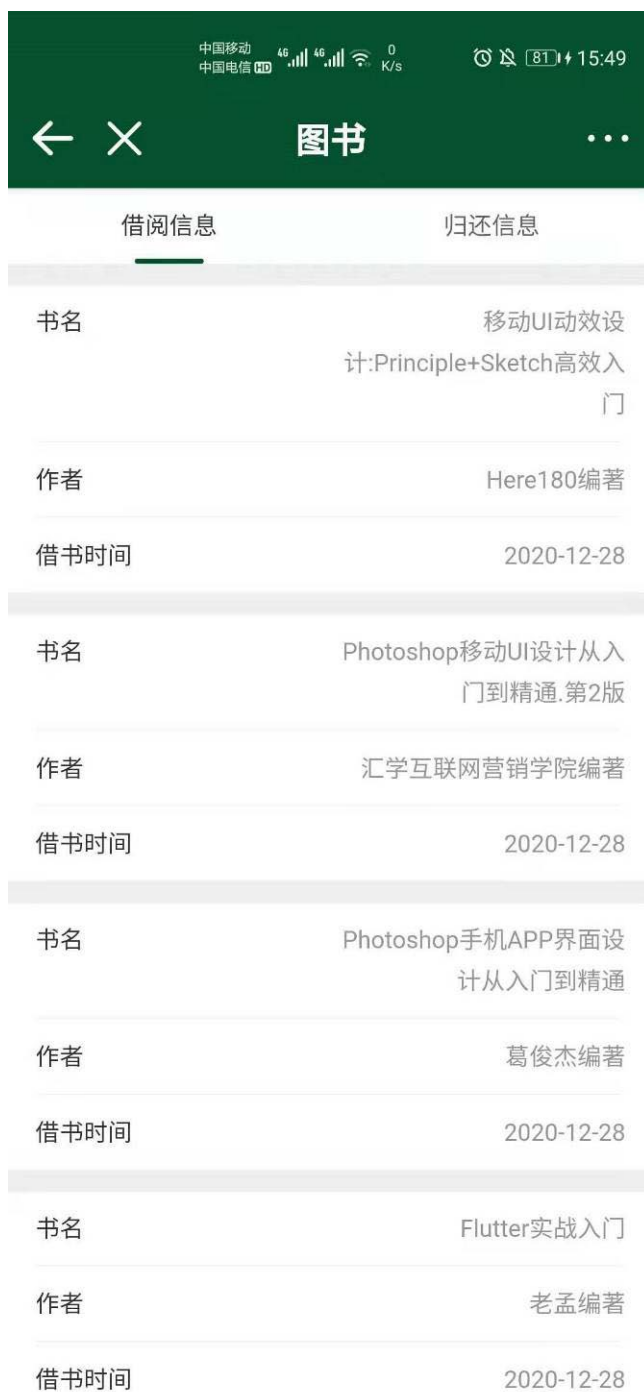 中国移动 46 46 0
中国电信 HD K/s 81 15:49
图书
借阅信息 归还信息
书名 移动UI动效设
计:Principle+Sketch高效入
门
作者 Here180编著
借书时间 2020-12-28
书名 Photoshop移动UI设计从入
门到精通.第2版
作者 汇学互联网营销学院编著
借书时间 2020-12-28
书名 Photoshop手机APP界面设
计从入门到精通
作者 葛俊杰编著
借书时间 2020-12-28
书名 Flutter实战入门
作者 老孟编著
借书时间 2020-12-28